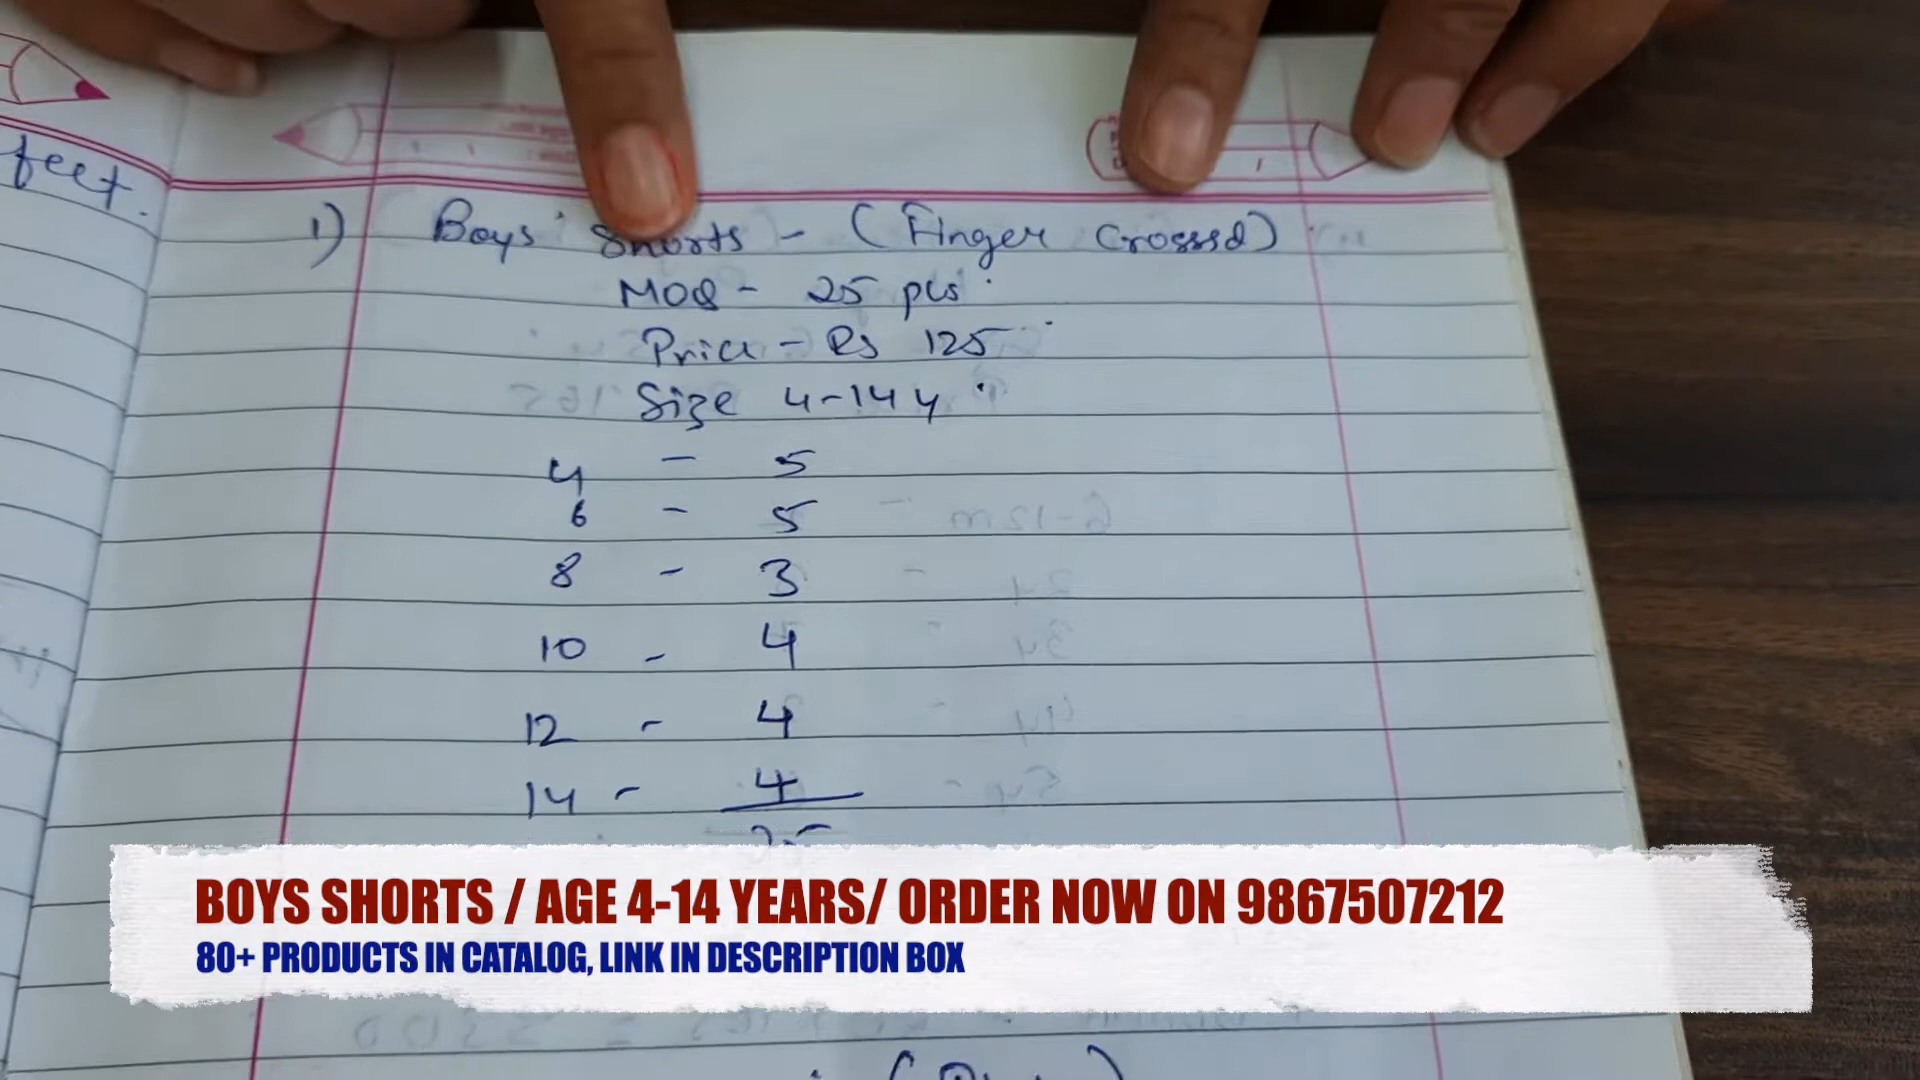 feet.
1) Boys' Shorts - (Finger Crosssd)
MOQ - 25 pcs
Price - Rs 125
Size 4-14 y
4 - 5
6 - 5
8 - 3
10 - 4
12 - 4
14 - 4
25
BOYS SHORTS / AGE 4-14 YEARS/ ORDER NOW ON 9867507212
80+ PRODUCTS IN CATALOG, LINK IN DESCRIPTION BOX